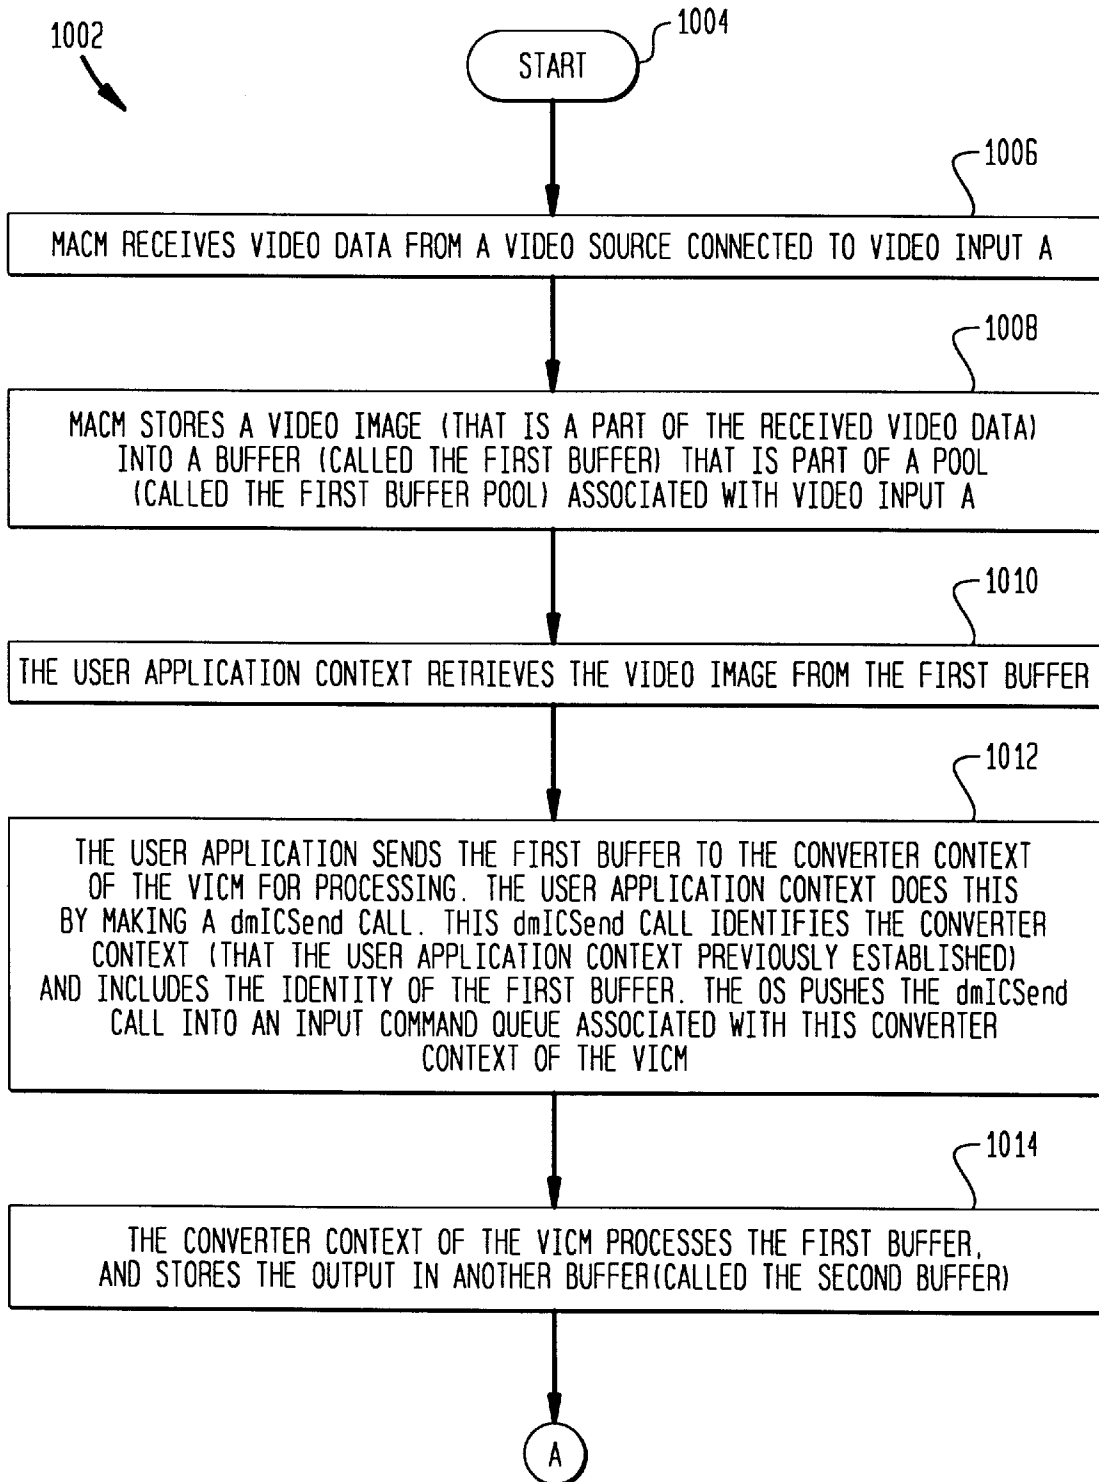 1002
START
1004
1006
MACM RECEIVES VIDEO DATA FROM A VIDEO SOURCE CONNECTED TO VIDEO INPUT A
1008
MACM STORES A VIDEO IMAGE (THAT IS A PART OF THE RECEIVED VIDEO DATA)
INTO A BUFFER (CALLED THE FIRST BUFFER) THAT IS PART OF A POOL
(CALLED THE FIRST BUFFER POOL) ASSOCIATED WITH VIDEO INPUT A
1010
THE USER APPLICATION CONTEXT RETRIEVES THE VIDEO IMAGE FROM THE FIRST BUFFER
1012
THE USER APPLICATION SENDS THE FIRST BUFFER TO THE CONVERTER CONTEXT
OF THE VICM FOR PROCESSING. THE USER APPLICATION CONTEXT DOES THIS
BY MAKING A dmICSend CALL. THIS dmICSend CALL IDENTIFIES THE CONVERTER
CONTEXT (THAT THE USER APPLICATION CONTEXT PREVIOUSLY ESTABLISHED)
AND INCLUDES THE IDENTITY OF THE FIRST BUFFER. THE OS PUSHES THE dmICSend
CALL INTO AN INPUT COMMAND QUEUE ASSOCIATED WITH THIS CONVERTER
CONTEXT OF THE VICM
1014
THE CONVERTER CONTEXT OF THE VICM PROCESSES THE FIRST BUFFER,
AND STORES THE OUTPUT IN ANOTHER BUFFER(CALLED THE SECOND BUFFER)
A